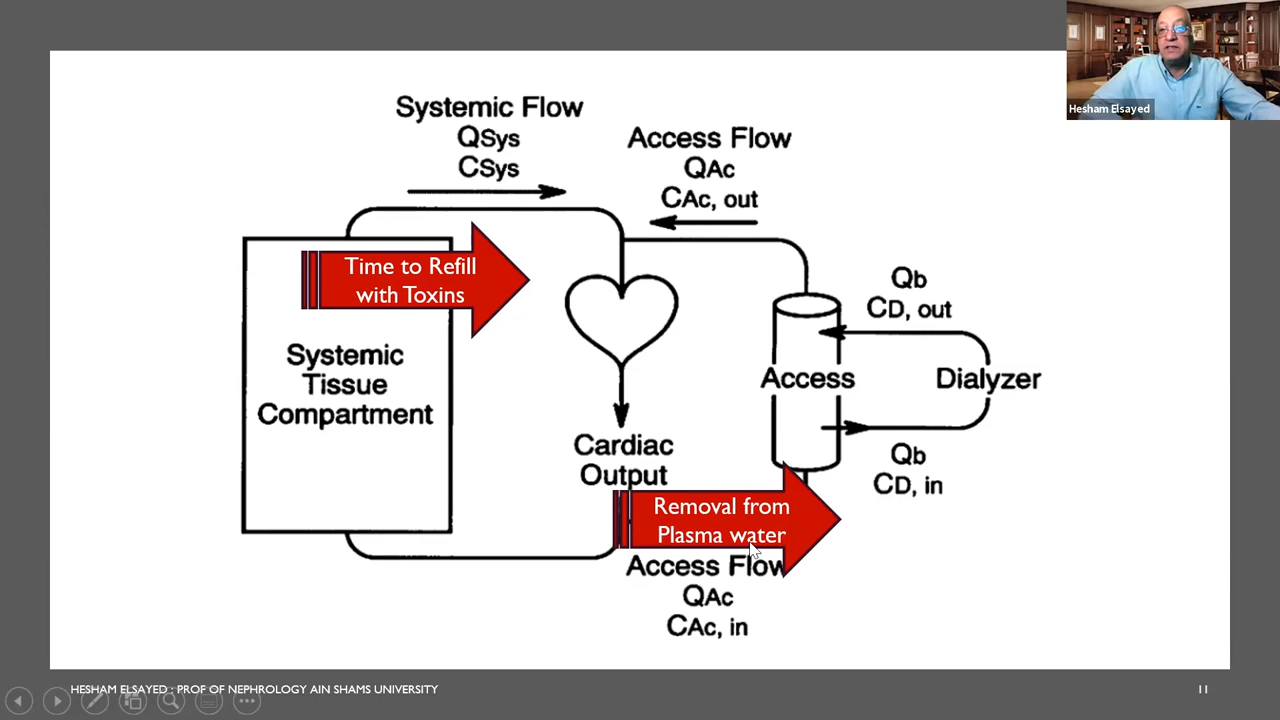 Hesham Elsayed
Systemic Flow
QSys
CSys
Access Flow
QAc
CAc, out
Time to Refill
with Toxins
Systemic
Tissue
Compartment
Qb
CD, out
Access
Dialyzer
Qb
CD, in
Cardiac
Output
Removal from
Plasma water
Access Flow
QAc
CAc, in
HESHAM ELSAYED : PROF OF NEPHROLOGY AIN SHAMS UNIVERSITY
11